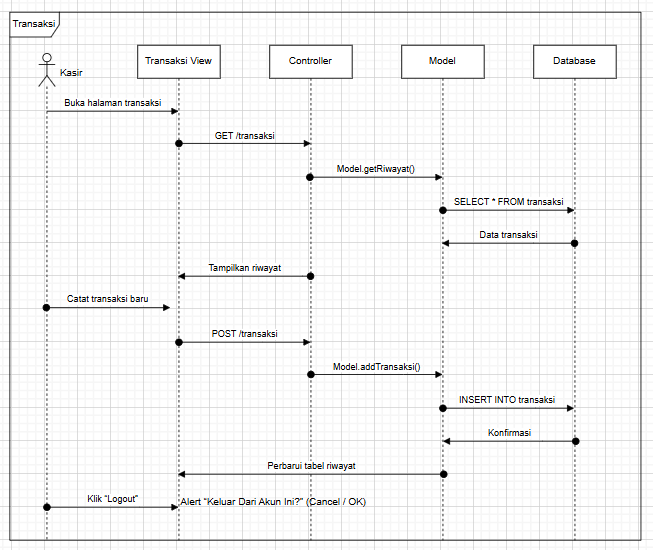 Transaksi
Kasir
Transaksi View
Controller
Model
Database
Buka halaman transaksi
GET /transaksi
Model.getRiwayat()
SELECT * FROM transaksi
Data transaksi
Tampilkan riwayat
Catat transaksi baru
POST /transaksi
Model.addTransaksi()
INSERT INTO transaksi
Konfirmasi
Perbarui tabel riwayat
Klik "Logout"
Alert "Keluar Dari Akun Ini?" (Cancel / OK)